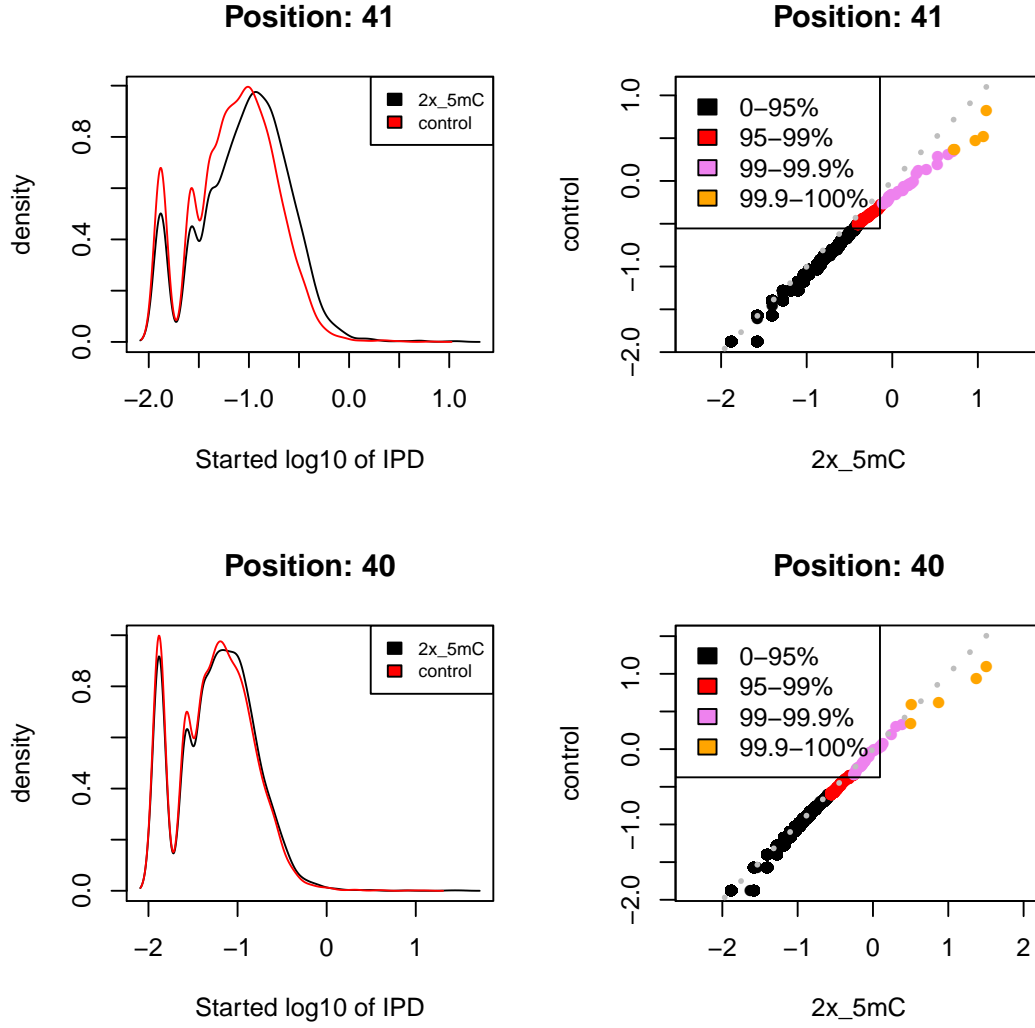 Position: 41
density
0.0 0.4 0.8
2x_5mC
control
−2.0 −1.0 0.0 1.0
Started log10 of IPD
Position: 41
control
−2.0 −1.0 0.0 1.0
0−95%
95−99%
99−99.9%
99.9−100%
−2 −1 0 1
2x_5mC
Position: 40
density
0.0 0.4 0.8
2x_5mC
control
−2 −1 0 1
Started log10 of IPD
Position: 40
control
−2.0 −1.0 0.0 1.0
0−95%
95−99%
99−99.9%
99.9−100%
−2 −1 0 1 2
2x_5mC